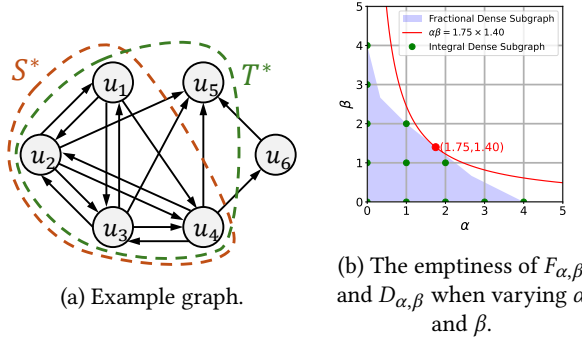 S*
T*
u1
u5
u2
u6
u3
u4
(a) Example graph.
Fractional Dense Subgraph
αβ = 1.75 × 1.40
Integral Dense Subgraph
(1.75,1.40)
5
4
3
2
1
0
β
0 1 2 3 4 5
α
(b) The emptiness of Fα,β
and Dα,β when varying α
and β.